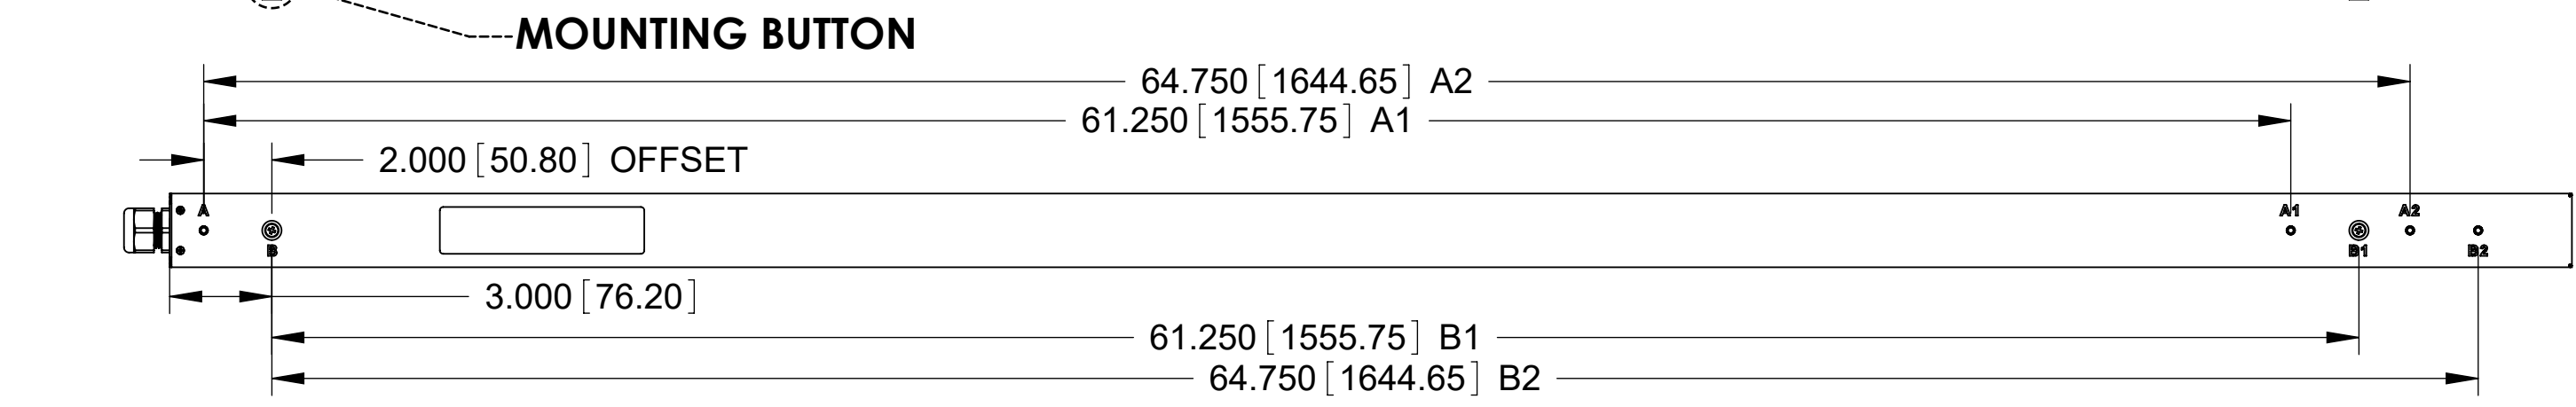 MOUNTING BUTTON
64.750 [1644.65] A2
61.250 [1555.75] A1
2.000 [50.80] OFFSET
A
A1
A2
B
B1
B2
3.000 [76.20]
61.250 [1555.75] B1
64.750 [1644.65] B2